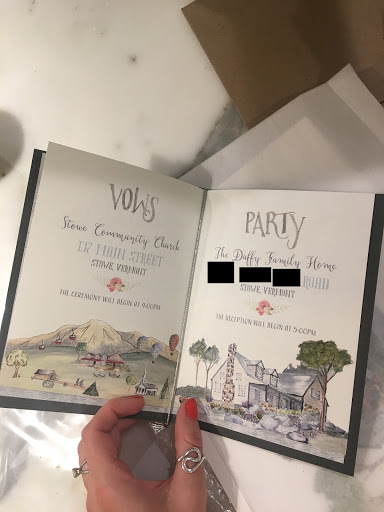 VOWS
Stowe Community Church
MAIN STREET
STOWE, VERMONT
THE CEREMONY WILL BEGIN AT 4:00PM
PARTY
The Duffy Family Home
ROAD
STOWE, VERMONT
THE RECEPTION WILL BEGIN AT 5:00PM